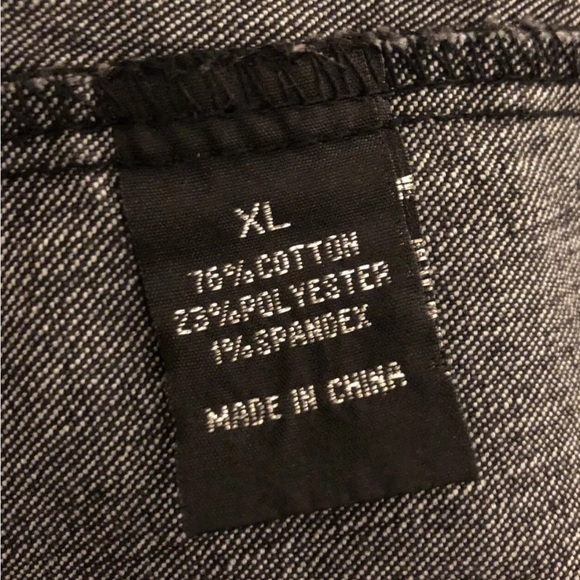 XL
76%COTTON
23%POLYESTER
1%SPANDEX
MADE IN CHINA